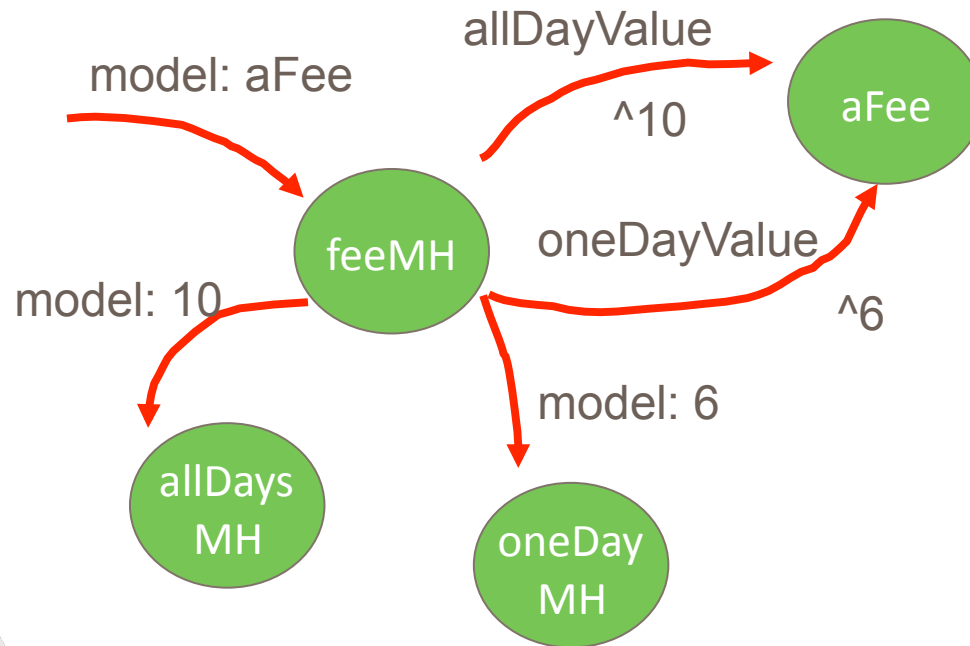 allDayValue
model: aFee
^10
aFee
feeMH
oneDayValue
model: 10
^6
model: 6
allDays
MH
oneDay
MH